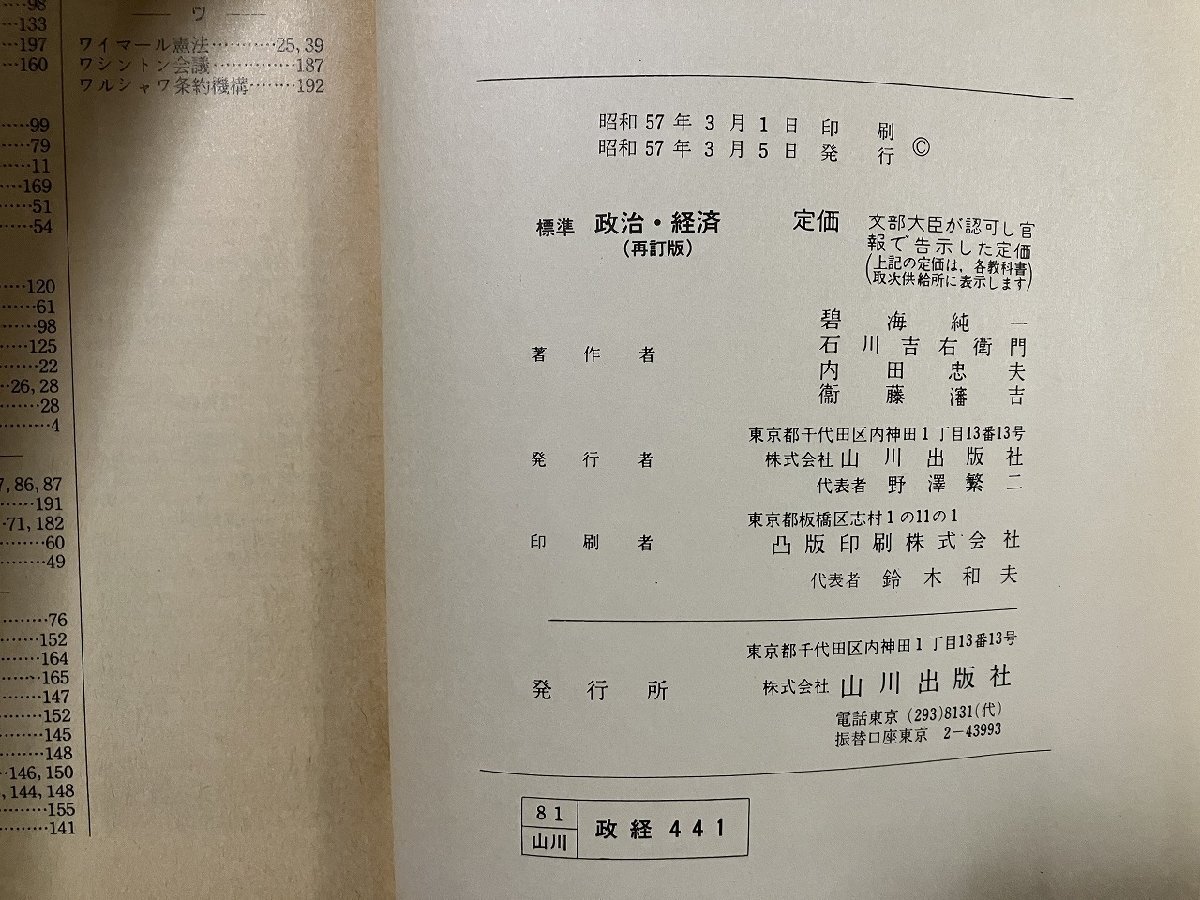 98
133
197
160
99
79
11
169
51
54
120
61
98
125
22
26, 28
28
4
7, 86, 87
191
71, 182
60
49
76
152
164
165
147
152
145
148
146, 150
, 144, 148
155
141
ワ
ワイマール憲法…………25, 39
ワシントン会議……………187
ワルシャワ条約機構………192
昭和57年3月1日 印刷
昭和57年3月5日 発行 ©
標準 政治・経済
(再訂版)
定価
文部大臣が認可し官
報で告示した定価
(上記の定価は、各教科書
取次供給所に表示します)
著作者
碧海純一
石川吉右衛門
内田忠夫
衞藤瀋吉
東京都千代田区内神田1丁目13番13号
発行者 株式会社 山川出版社
代表者 野澤繁二
東京都板橋区志村1の11の1
印刷者 凸版印刷株式会社
代表者 鈴木和夫
東京都千代田区内神田1丁目13番13号
発行所 株式会社 山川出版社
電話東京 (293)8131(代)
振替口座東京 2-43993
81
山川
政経 441